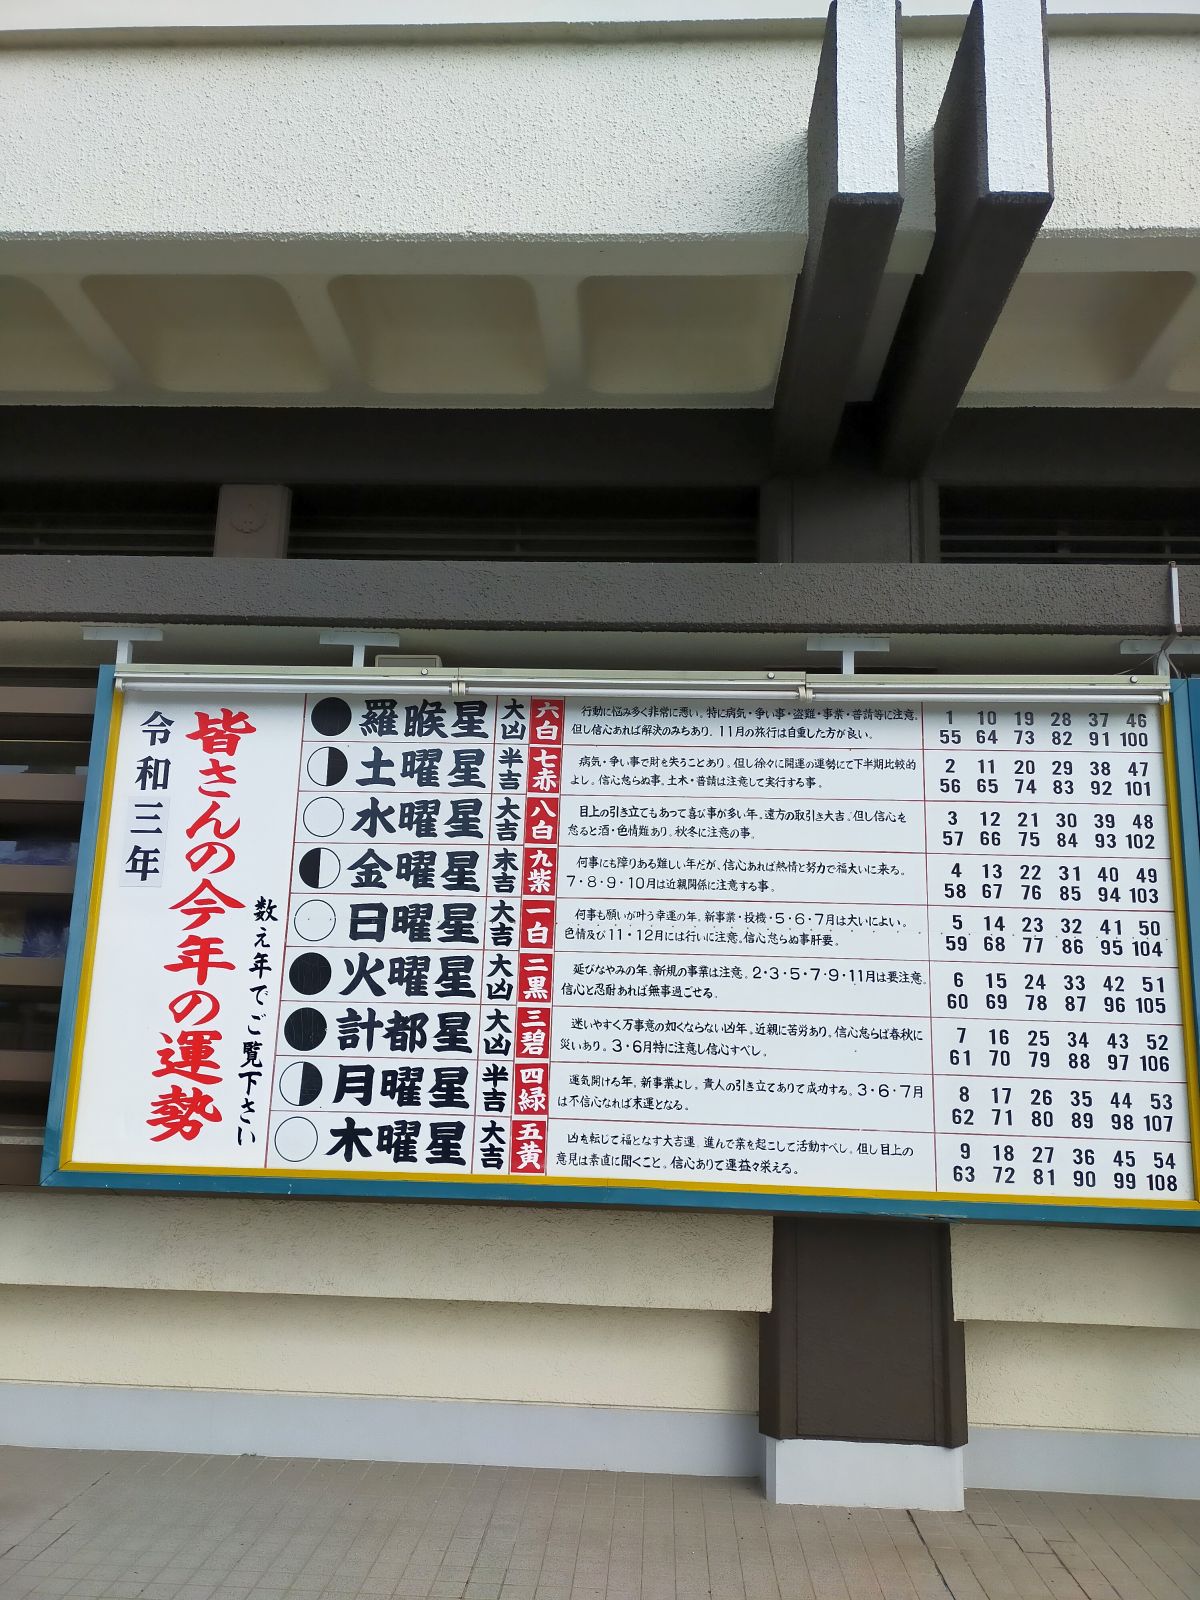 令和三年
皆さんの今年の運勢
数え年でご覧下さい
羅睺星 大凶 六白
行動に悩み多く非常に悪い。特に病気・争い事・盗難・事業・普請等に注意。
但し信心あれば解決のみちあり、11月の旅行は自重した方が良い。
1 10 19 28 37 46
55 64 73 82 91 100
土曜星 半吉 七赤
病気・争い事で財を失うことあり。但し徐々に開運の運勢にて下半期比較的
よし。信心怠らぬ事。土木・普請は注意して実行する事。
2 11 20 29 38 47
56 65 74 83 92 101
水曜星 大吉 八白
目上の引き立てもあって喜び事が多い年。遠方の取引き大吉。但し信心を
怠ると酒・色情難あり。秋冬に注意の事。
3 12 21 30 39 48
57 66 75 84 93 102
金曜星 末吉 九紫
何事にも障りある難しい年だが、信心あれば熱情と努力で福大いに来る。
7・8・9・10月は近親関係に注意する事。
4 13 22 31 40 49
58 67 76 85 94 103
日曜星 大吉 一白
何事も願いが叶う幸運の年。新事業・投機・5・6・7月は大いによい。
色情及び11・12月には行いに注意。信心怠らぬ事肝要。
5 14 23 32 41 50
59 68 77 86 95 104
火曜星 大凶 二黒
延びなやみの年。新規の事業は注意。2・3・5・7・9・11月は要注意。
信心と忍耐あれば無事過ごせる。
6 15 24 33 42 51
60 69 78 87 96 105
計都星 大凶 三碧
迷いやすく万事意の如くならない凶年。近親に苦労あり。信心怠らば春秋に
災いあり。3・6月特に注意し信心すべし。
7 16 25 34 43 52
61 70 79 88 97 106
月曜星 半吉 四緑
運気開ける年。新事業よし。貴人の引き立てありて成功する。3・6・7月
は不信心なれば末運となる。
8 17 26 35 44 53
62 71 80 89 98 107
木曜星 大吉 五黄
凶を転じて福となす大吉運。進んで業を起こして活動すべし。但し目上の
意見は素直に聞くこと。信心ありて運益々栄える。
9 18 27 36 45 54
63 72 81 90 99 108